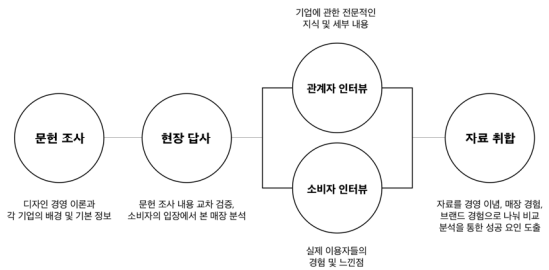 기업에 관한 전문적인
지식 및 세부 내용
관계자 인터뷰
문헌 조사
현장 답사
자료 취합
소비자 인터뷰
디자인 경영 이론과
각 기업의 배경 및 기본 정보
문헌 조사 내용 교차 검증,
소비자의 입장에서 본 매장 분석
자료를 경영 이념, 매장 경험,
브랜드 경험으로 나눠 비교
분석을 통한 성공 요인 도출
실제 이용자들의
경험 및 느낀점